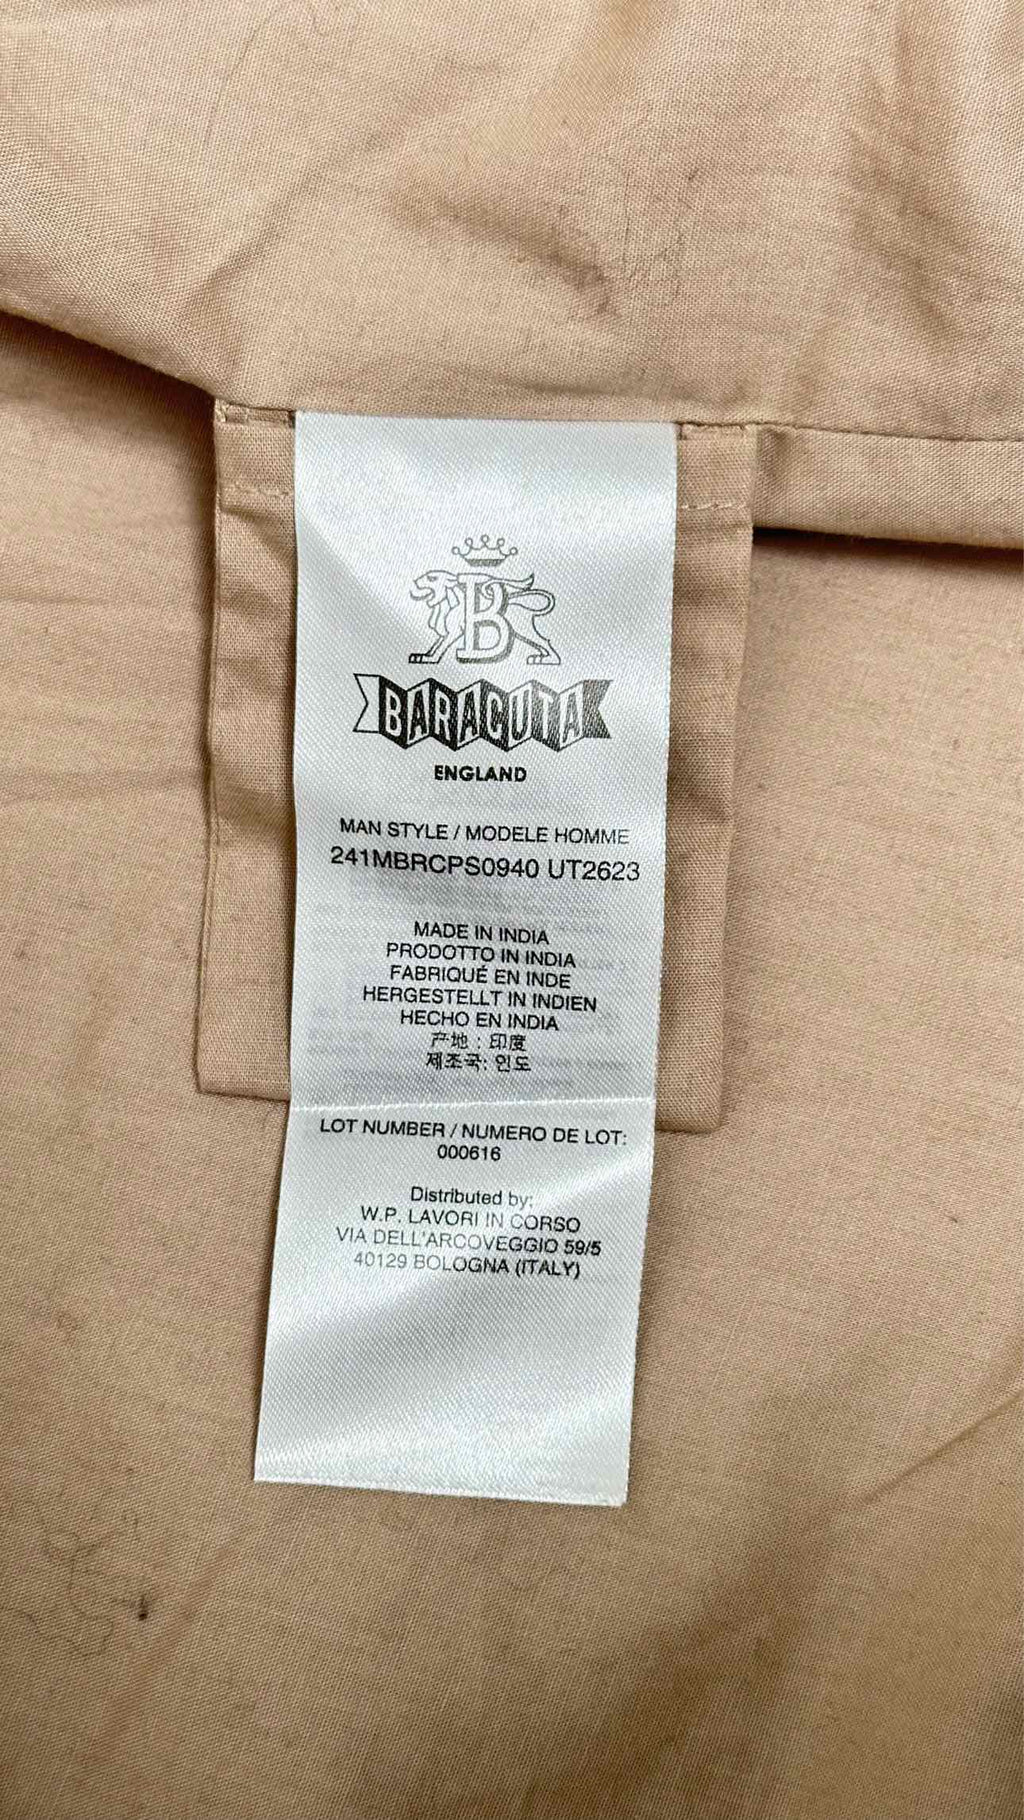 B
BARACUTA
ENGLAND
MAN STYLE / MODELE HOMME
241MBRCPS0940 UT2623
MADE IN INDIA
PRODOTTO IN INDIA
FABRIQUÉ EN INDE
HERGESTELLT IN INDIEN
HECHO EN INDIA
产地：印度
제조국: 인도
LOT NUMBER / NUMERO DE LOT:
000616
Distributed by:
W.P. LAVORI IN CORSO
VIA DELL'ARCOVEGGIO 59/5
40129 BOLOGNA (ITALY)